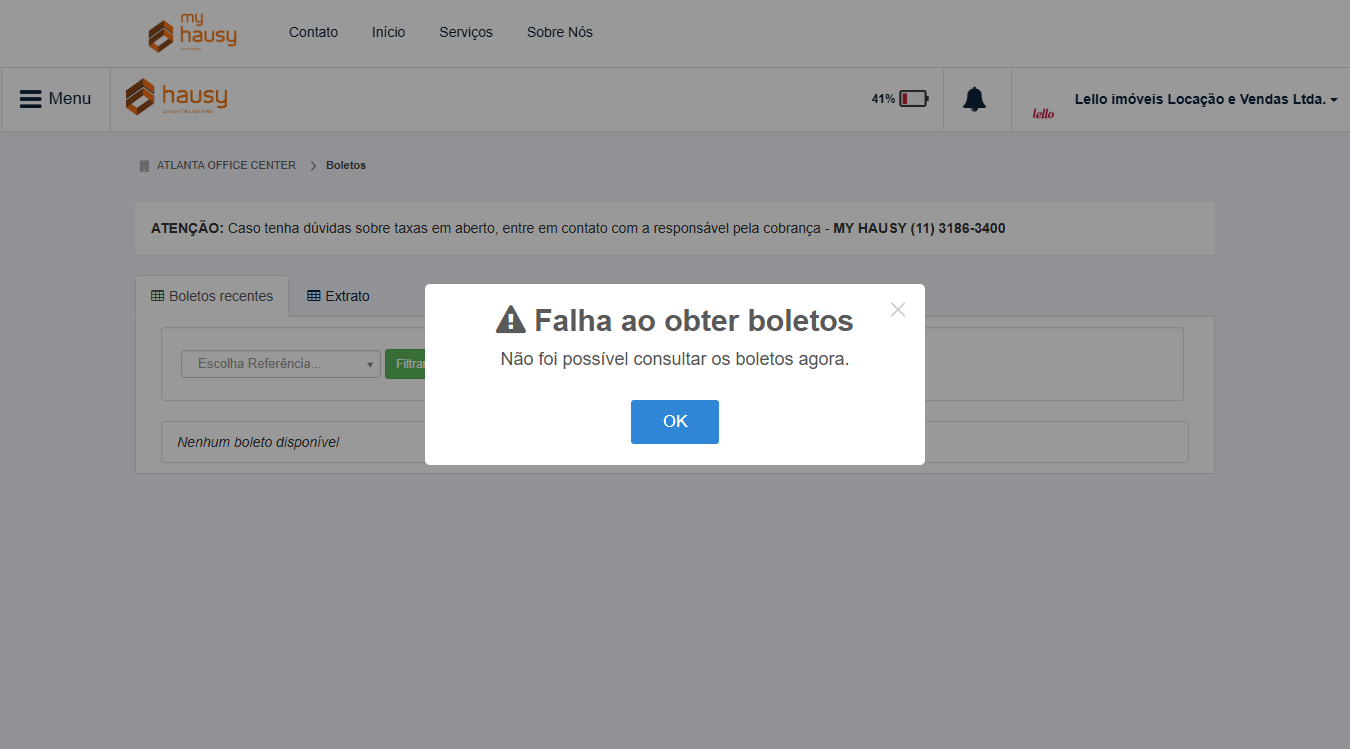 my
hausy
Contato Início Serviços Sobre Nós
Menu
hausy
41%
lello
Lello imóveis Locação e Vendas Ltda.
ATLANTA OFFICE CENTER > Boletos
ATENÇÃO: Caso tenha dúvidas sobre taxas em aberto, entre em contato com a responsável pela cobrança - MY HAUSY (11) 3186-3400
Boletos recentes Extrato
Falha ao obter boletos ×
Não foi possível consultar os boletos agora.
Escolha Referência... Filtrar
OK
Nenhum boleto disponível